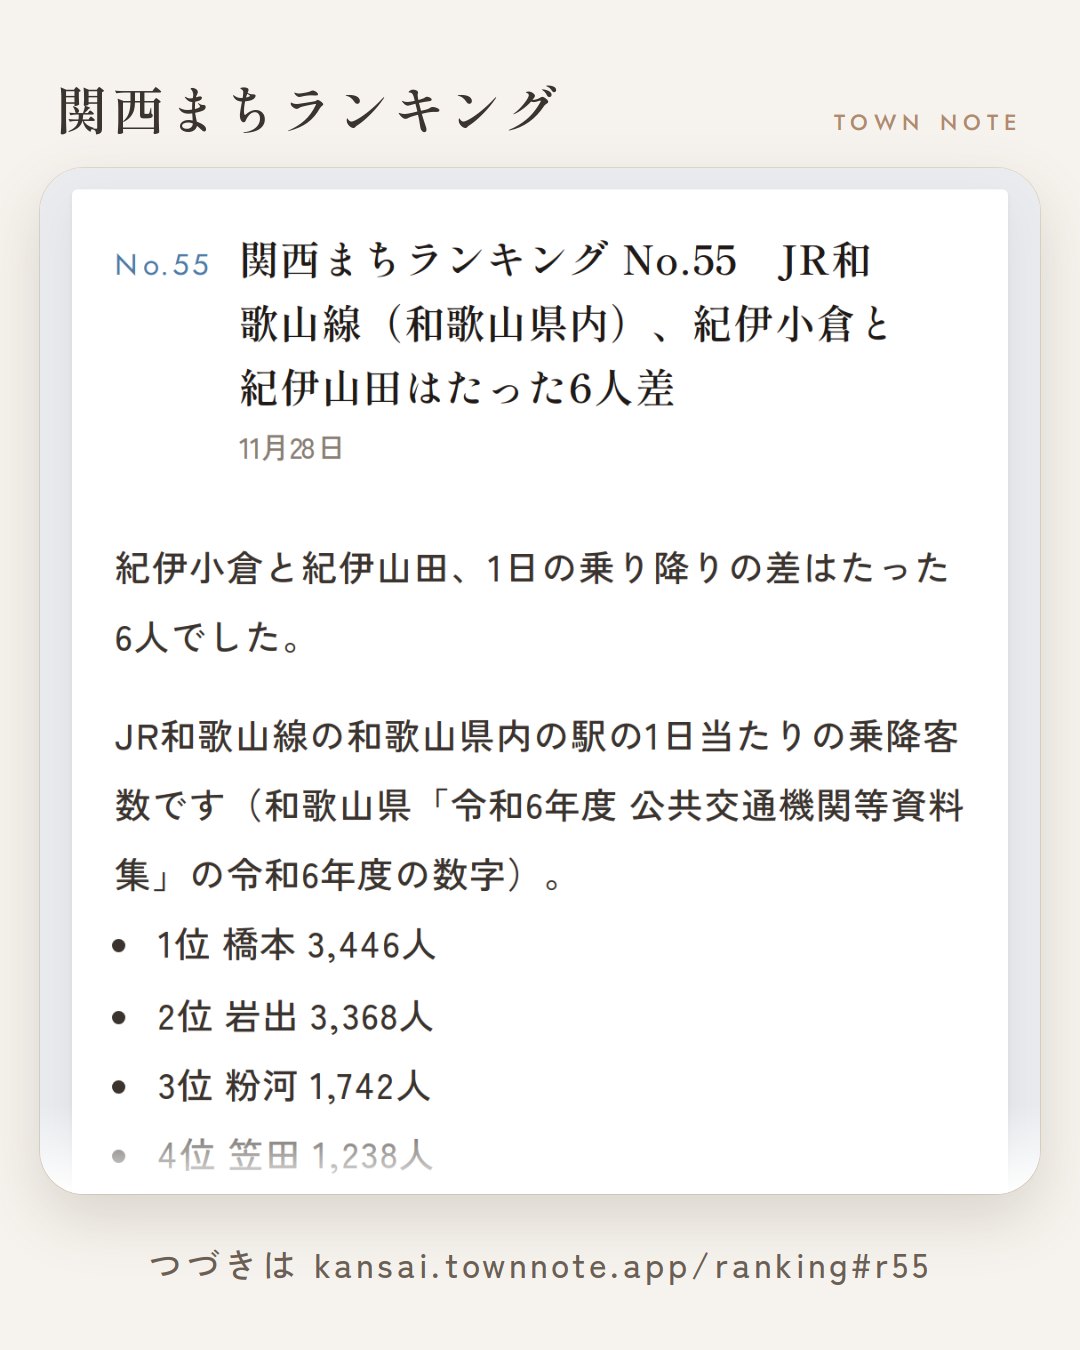 関西まちランキング
TOWN NOTE
No.55
関西まちランキング No.55　JR和
歌山線（和歌山県内）、紀伊小倉と
紀伊山田はたった6人差
11月28日
紀伊小倉と紀伊山田、1日の乗り降りの差はたった
6人でした。
JR和歌山線の和歌山県内の駅の1日当たりの乗降客
数です（和歌山県「令和6年度 公共交通機関等資料
集」の令和6年度の数字）。
• 1位 橋本 3,446人
• 2位 岩出 3,368人
• 3位 粉河 1,742人
• 4位 笠田 1,238人
つづきは kansai.townnote.app/ranking#r55